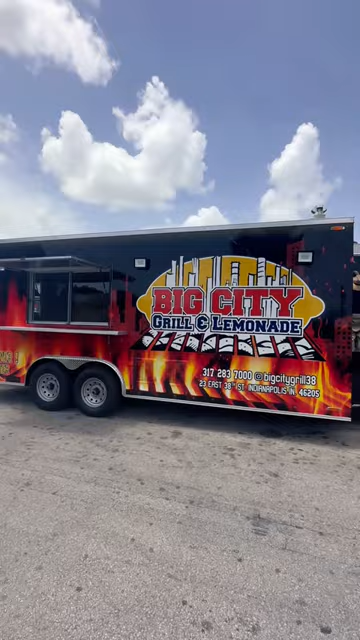 BIG CITY
GRILL & LEMONADE
317 283 7000 @bigcitygrill38
23 EAST 38TH ST. INDIANAPOLIS IN. 46205